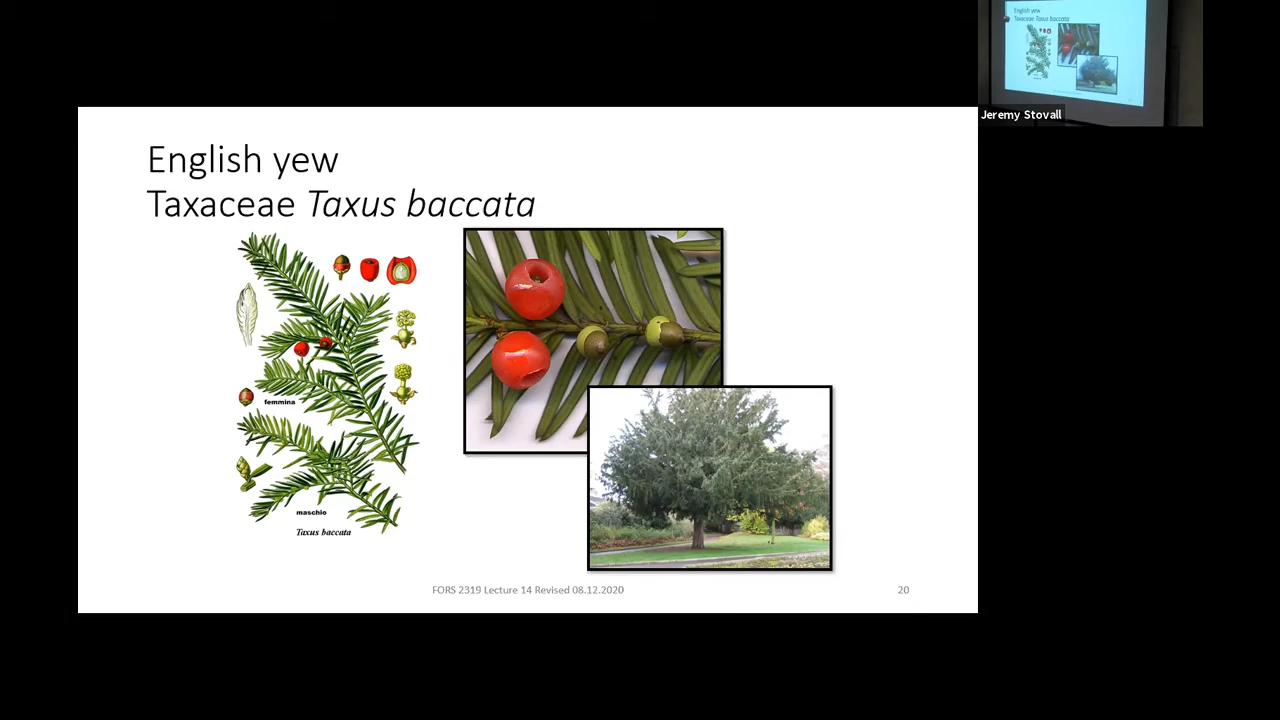 English yew
Taxaceae Taxus baccata
femmina
maschio
Taxus baccata
FORS 2319 Lecture 14 Revised 08.12.2020
20
English yew
Taxaceae Taxus baccata
Jeremy Stovall